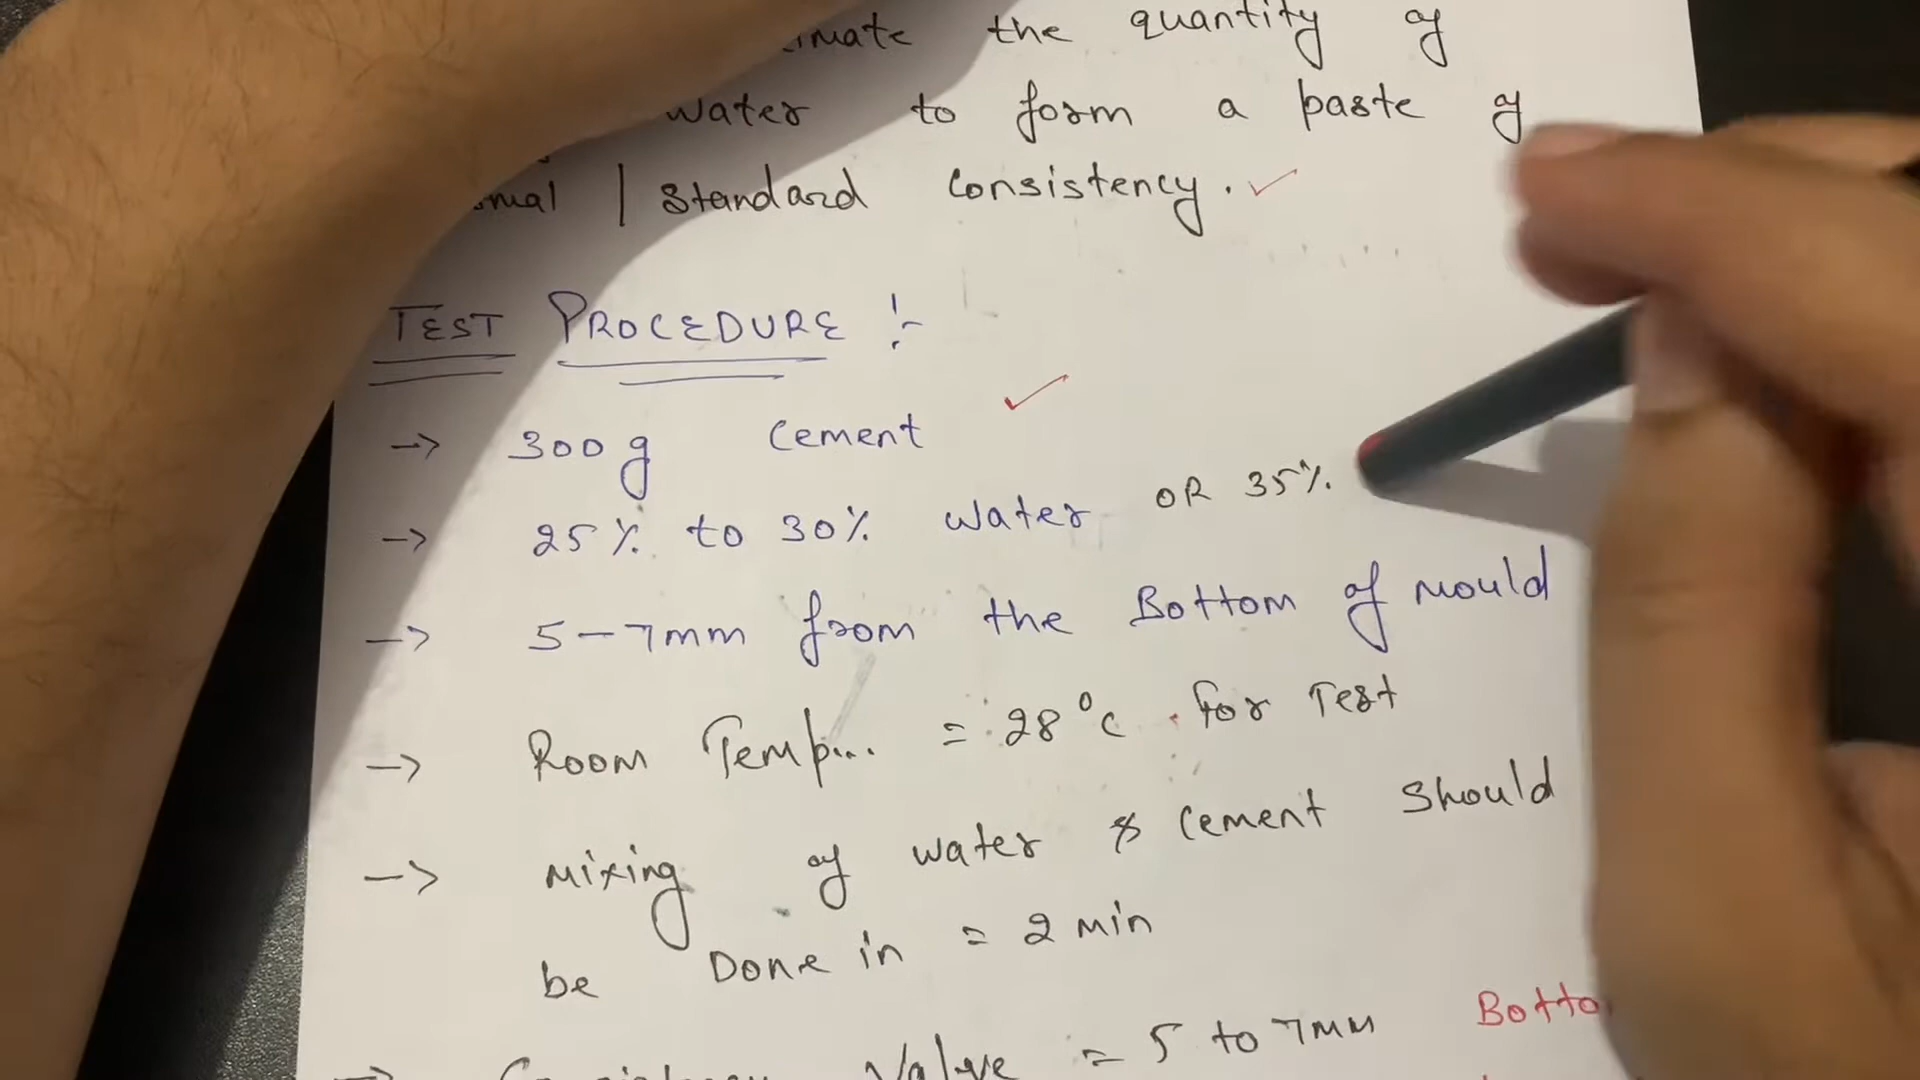 the quantity of
water to form a paste of
| Standard Consistency.
TEST PROCEDURE :-
-> 300g Cement
-> 25% to 30% water OR 35%
-> 5-7mm from the Bottom of mould
-> Room Temp... = 28°C for Test
-> Mixing of water & Cement Should
be Done in = 2 min
Value = 5 to 7mm